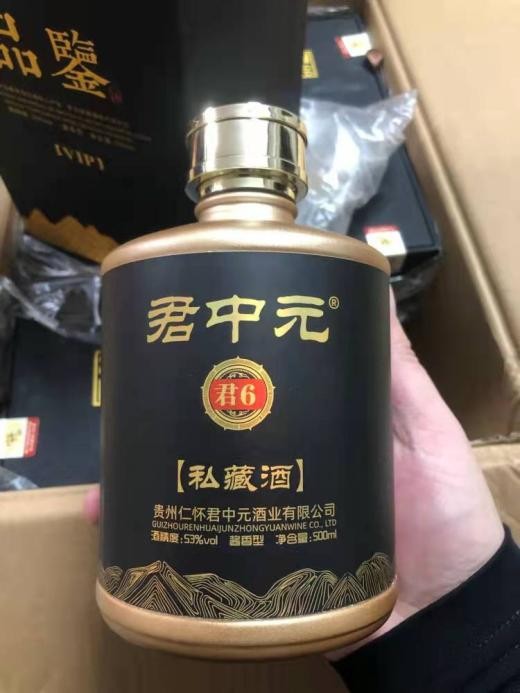 品鑒
[VIP]
君中元®
君6
【私藏酒】
贵州仁怀君中元酒业有限公司
GUIZHOURENHUAIJUNZHONGYUANWINE CO., LTD
酒精度:53%vol 酱香型 净含量:500ml